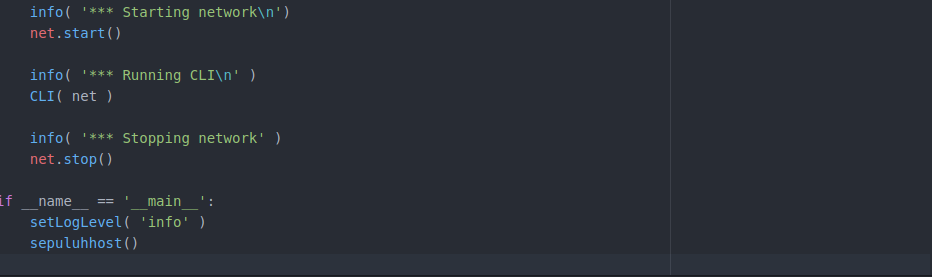 info( '*** Starting network\n')
net.start()
info( '*** Running CLI\n' )
CLI( net )
info( '*** Stopping network' )
net.stop()
if __name__ == '__main__':
setLogLevel( 'info' )
sepuluhhost()